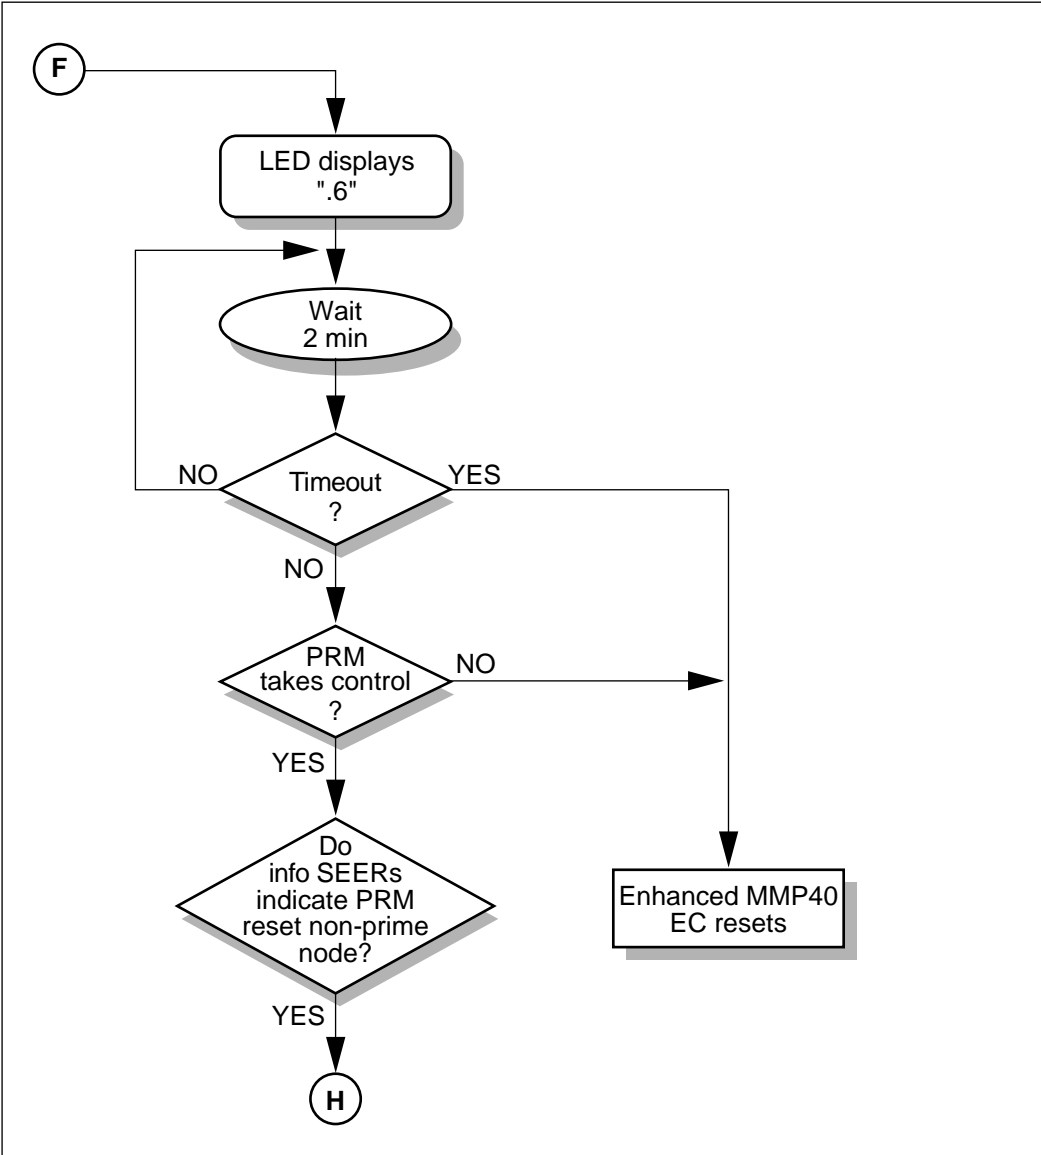 F
LED displays
".6"
Wait
2 min
NO
YES
Timeout
?
NO
PRM
takes control
?
NO
YES
Do
info SEERs
indicate PRM
reset non-prime
node?
Enhanced MMP40
EC resets
YES
H